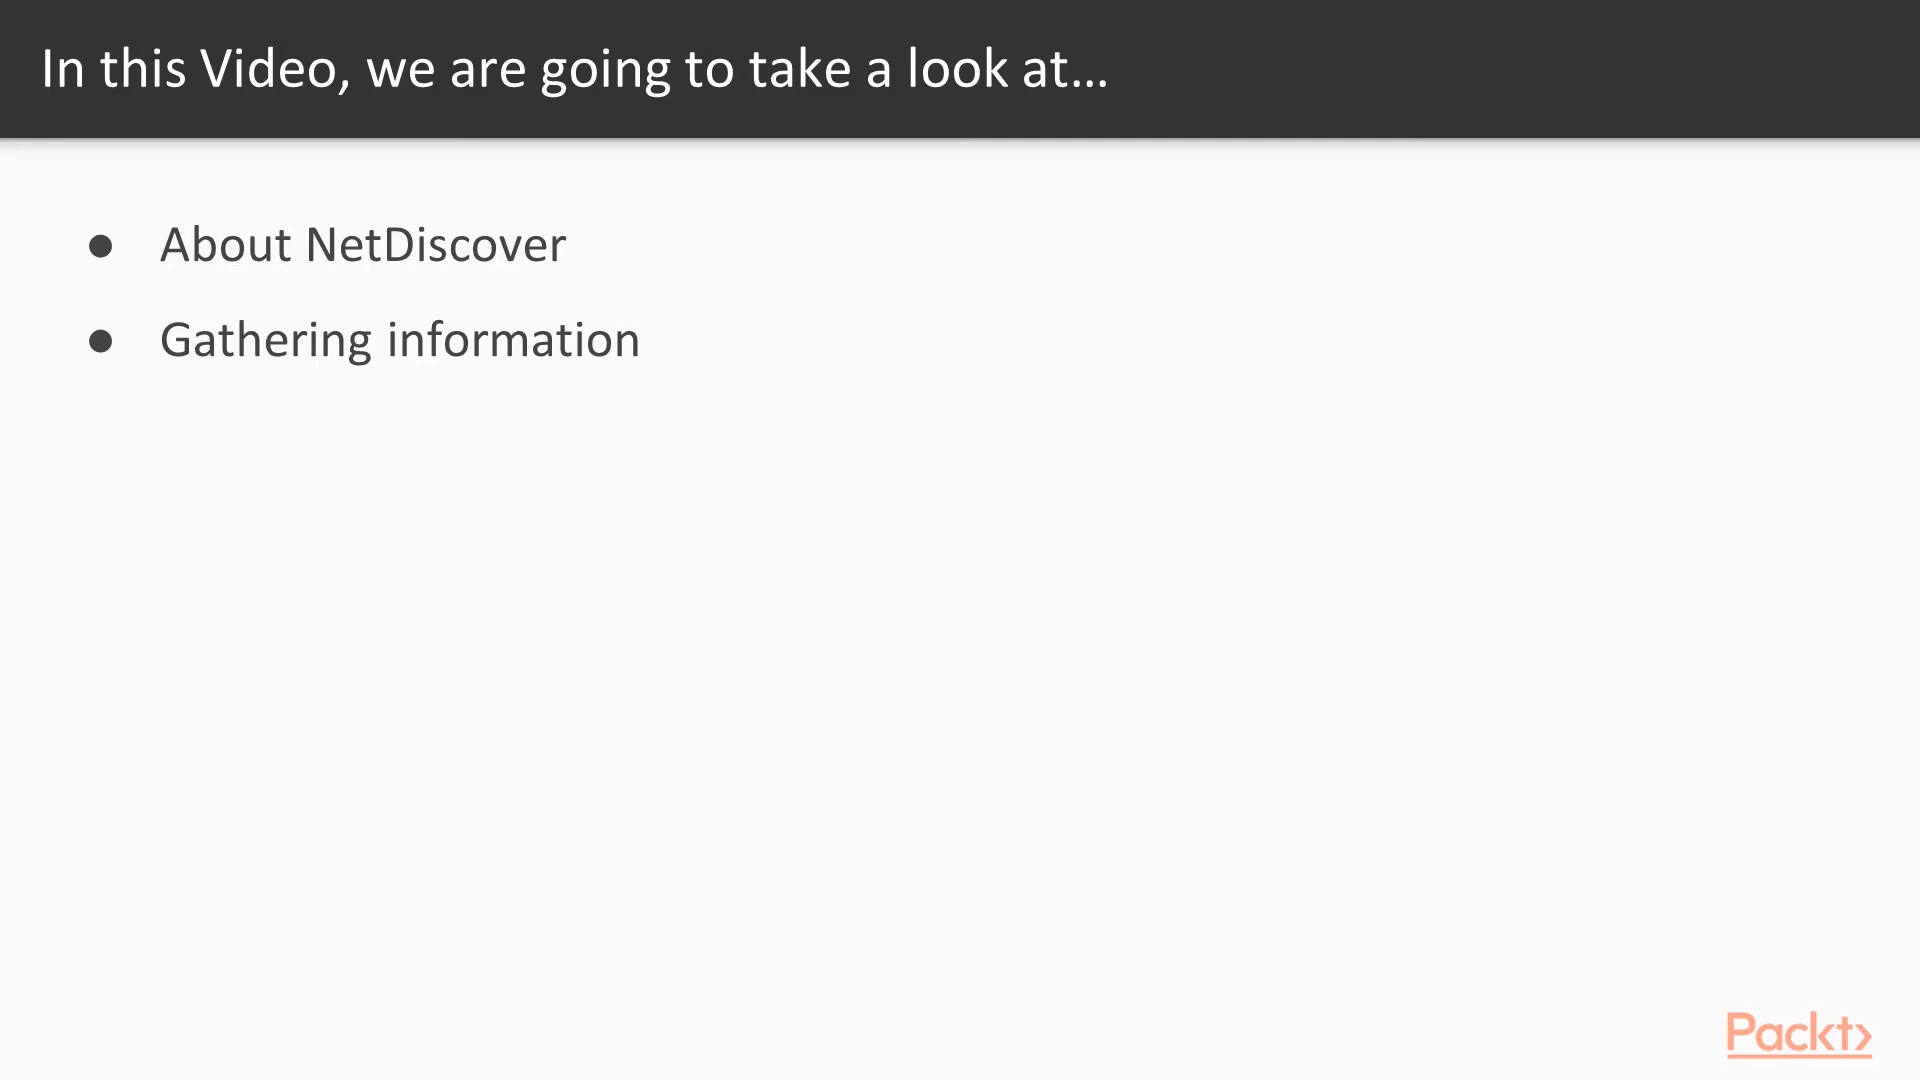 In this Video, we are going to take a look at...
● About NetDiscover
● Gathering information
Packt>